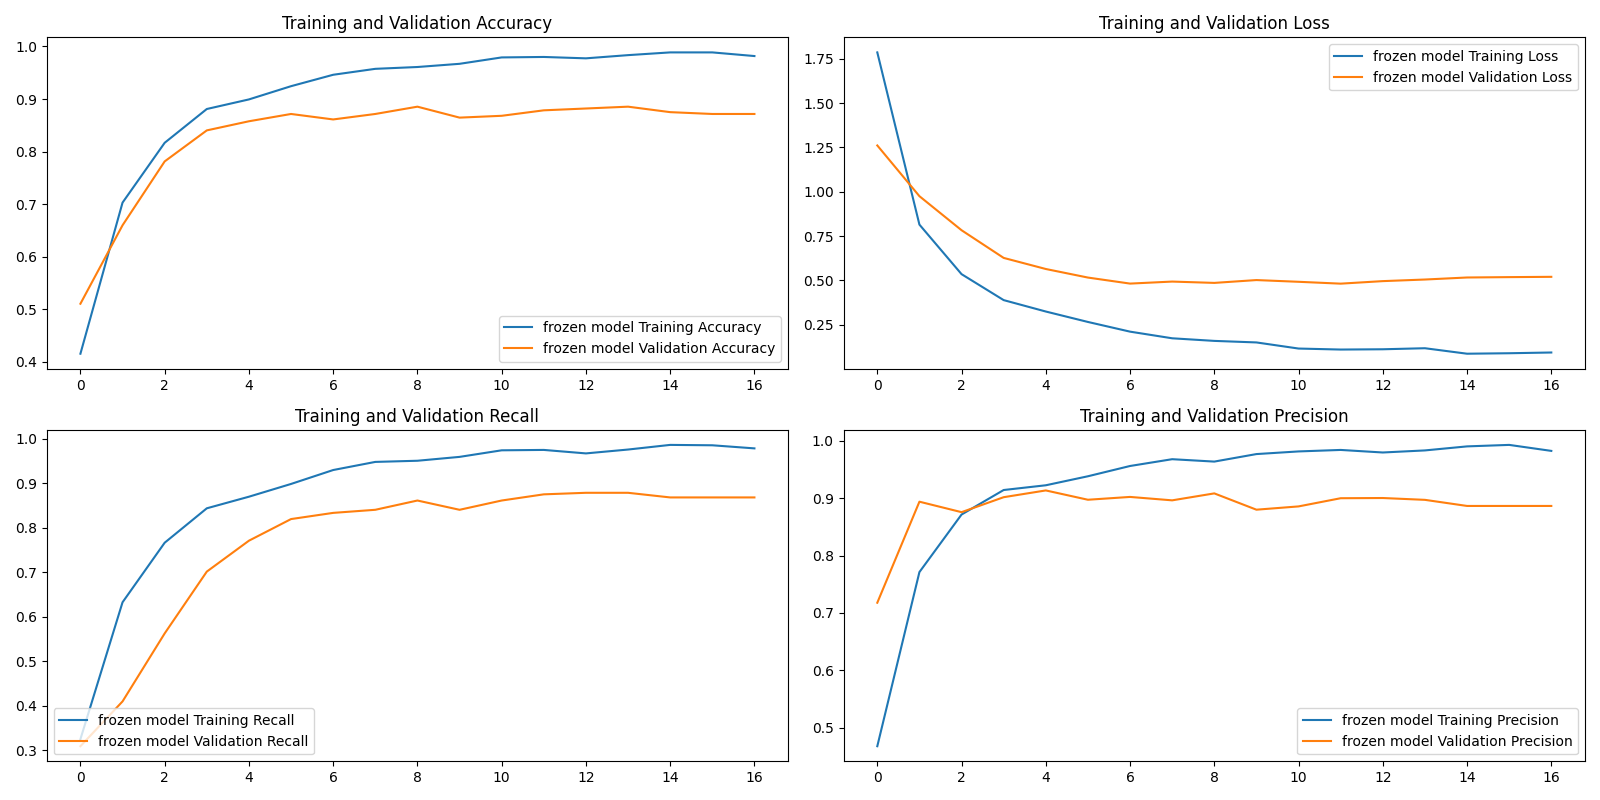 Training and Validation Accuracy
1.0
0.9
0.8
0.7
0.6
0.5
0.4
frozen model Training Accuracy
frozen model Validation Accuracy
0 2 4 6 8 10 12 14 16
Training and Validation Loss
1.75
1.50
1.25
1.00
0.75
0.50
0.25
frozen model Training Loss
frozen model Validation Loss
0 2 4 6 8 10 12 14 16
Training and Validation Recall
1.0
0.9
0.8
0.7
0.6
0.5
0.4
0.3
frozen model Training Recall
frozen model Validation Recall
0 2 4 6 8 10 12 14 16
Training and Validation Precision
1.0
0.9
0.8
0.7
0.6
0.5
frozen model Training Precision
frozen model Validation Precision
0 2 4 6 8 10 12 14 16